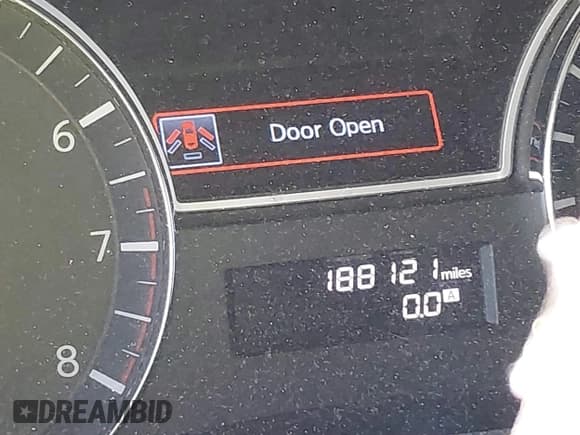 6
Door Open
7
188121 miles
0.0 A
8
DREAMBID